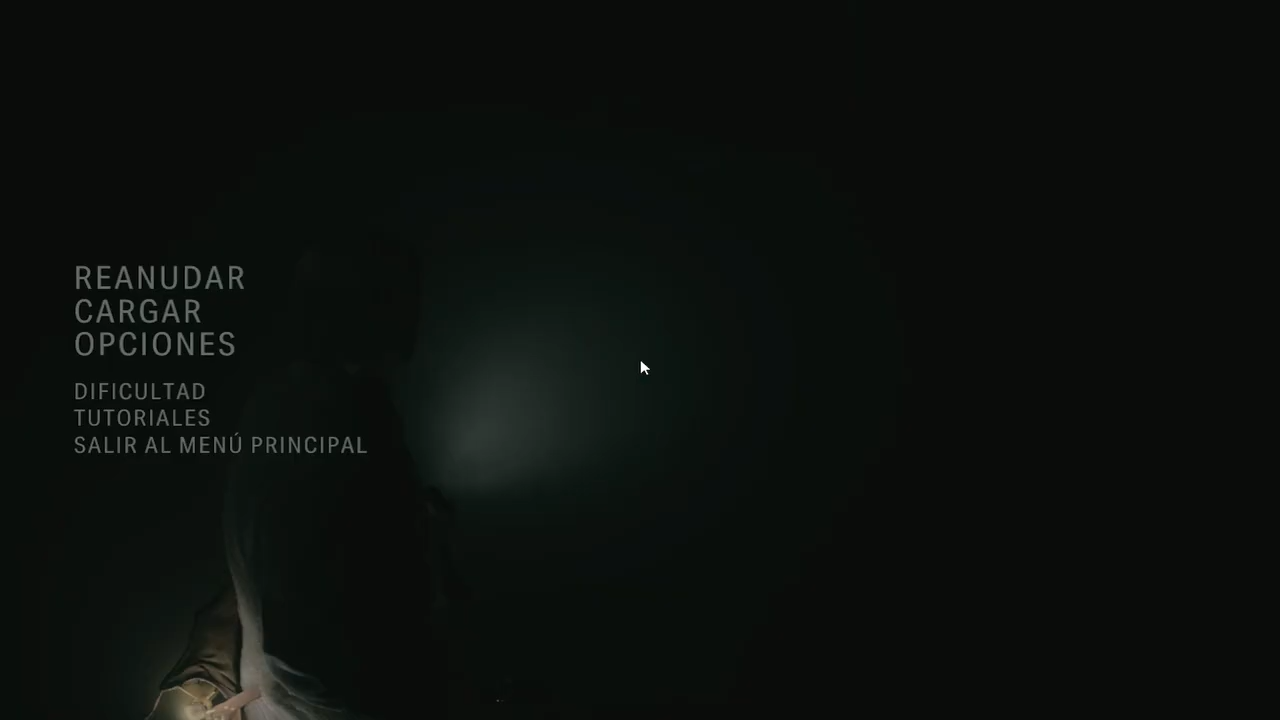 REANUDAR
CARGAR
OPCIONES
DIFICULTAD
TUTORIALES
SALIR AL MENÚ PRINCIPAL